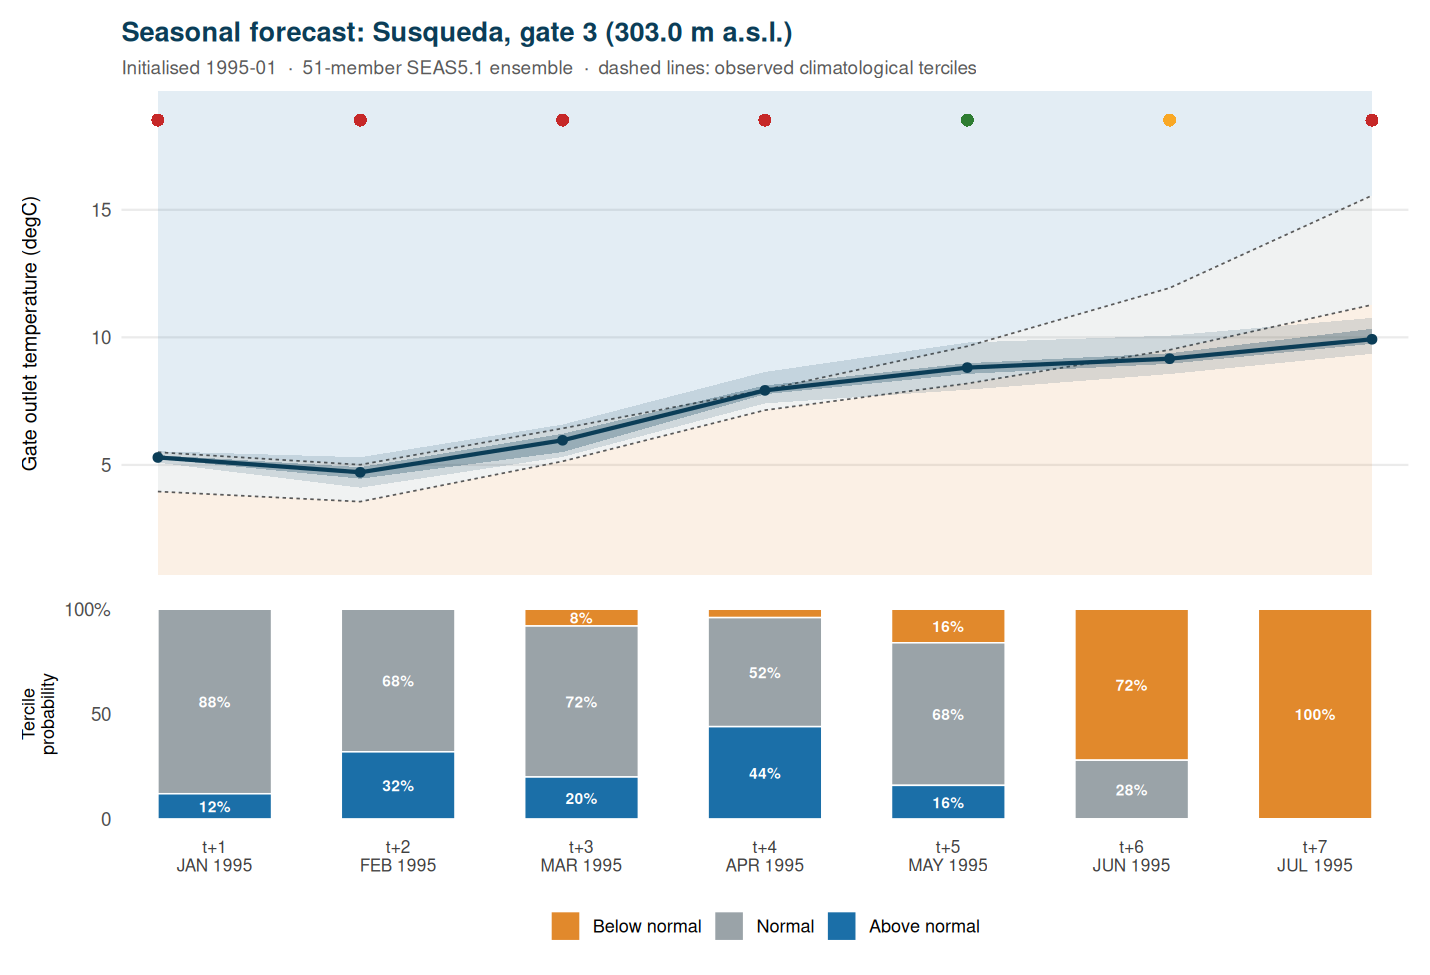 Seasonal forecast: Susqueda, gate 3 (303.0 m a.s.l.)
Initialised 1995-01 · 51-member SEAS5.1 ensemble · dashed lines: observed climatological terciles
Gate outlet temperature (degC)
15
10
5
Tercile
probability
100%
50
0
88%
12%
68%
32%
8%
72%
20%
52%
44%
16%
68%
16%
72%
28%
100%
t+1
JAN 1995
t+2
FEB 1995
t+3
MAR 1995
t+4
APR 1995
t+5
MAY 1995
t+6
JUN 1995
t+7
JUL 1995
Below normal
Normal
Above normal